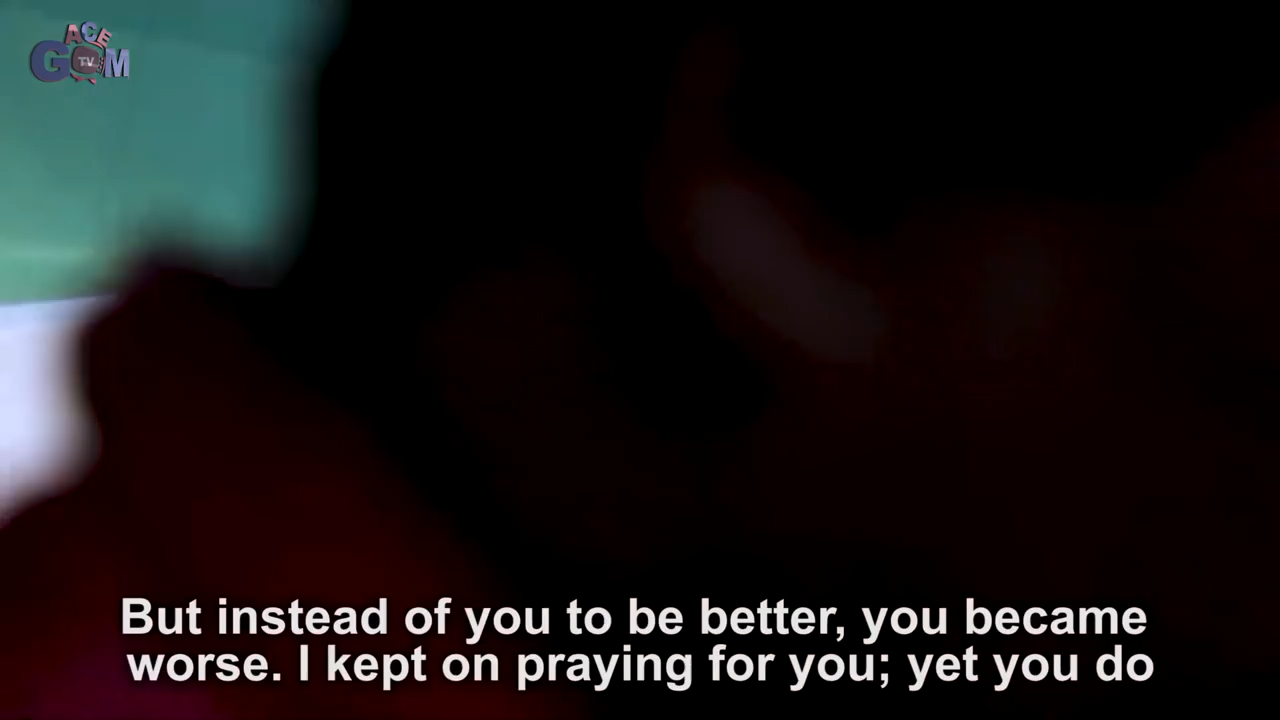 ACE
GOM
TV
But instead of you to be better, you became
worse. I kept on praying for you; yet you do